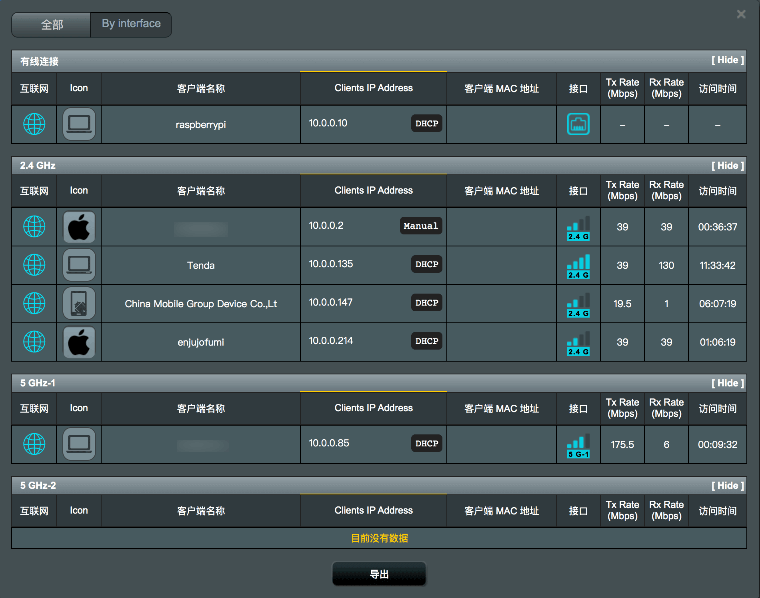 全部 By interface
有线连接 [ Hide ]
互联网 Icon 客户端名称 Clients IP Address 客户端 MAC 地址 接口 Tx Rate (Mbps) Rx Rate (Mbps) 访问时间
raspberrypi 10.0.0.10 DHCP – – –
2.4 GHz [ Hide ]
互联网 Icon 客户端名称 Clients IP Address 客户端 MAC 地址 接口 Tx Rate (Mbps) Rx Rate (Mbps) 访问时间
10.0.0.2 Manual 2.4 G 39 39 00:36:37
Tenda 10.0.0.135 DHCP 2.4 G 39 130 11:33:42
China Mobile Group Device Co.,Lt 10.0.0.147 DHCP 2.4 G 19.5 1 06:07:19
enjujofumi 10.0.0.214 DHCP 2.4 G 39 39 01:06:19
5 GHz-1 [ Hide ]
互联网 Icon 客户端名称 Clients IP Address 客户端 MAC 地址 接口 Tx Rate (Mbps) Rx Rate (Mbps) 访问时间
10.0.0.85 DHCP 5 G-1 175.5 6 00:09:32
5 GHz-2 [ Hide ]
互联网 Icon 客户端名称 Clients IP Address 客户端 MAC 地址 接口 Tx Rate (Mbps) Rx Rate (Mbps) 访问时间
目前没有数据
导出